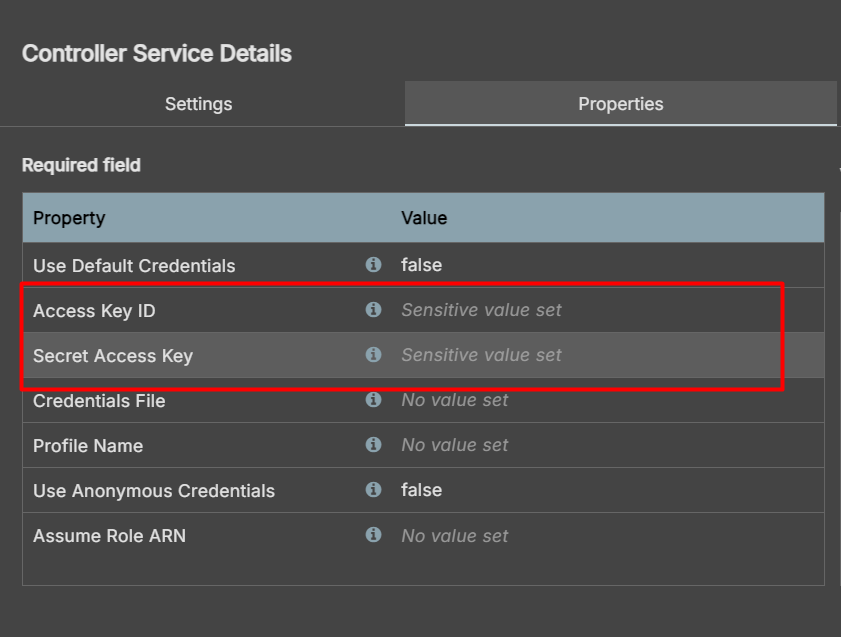 Controller Service Details
Settings Properties
Required field
Property Value
Use Default Credentials false
Access Key ID Sensitive value set
Secret Access Key Sensitive value set
Credentials File No value set
Profile Name No value set
Use Anonymous Credentials false
Assume Role ARN No value set